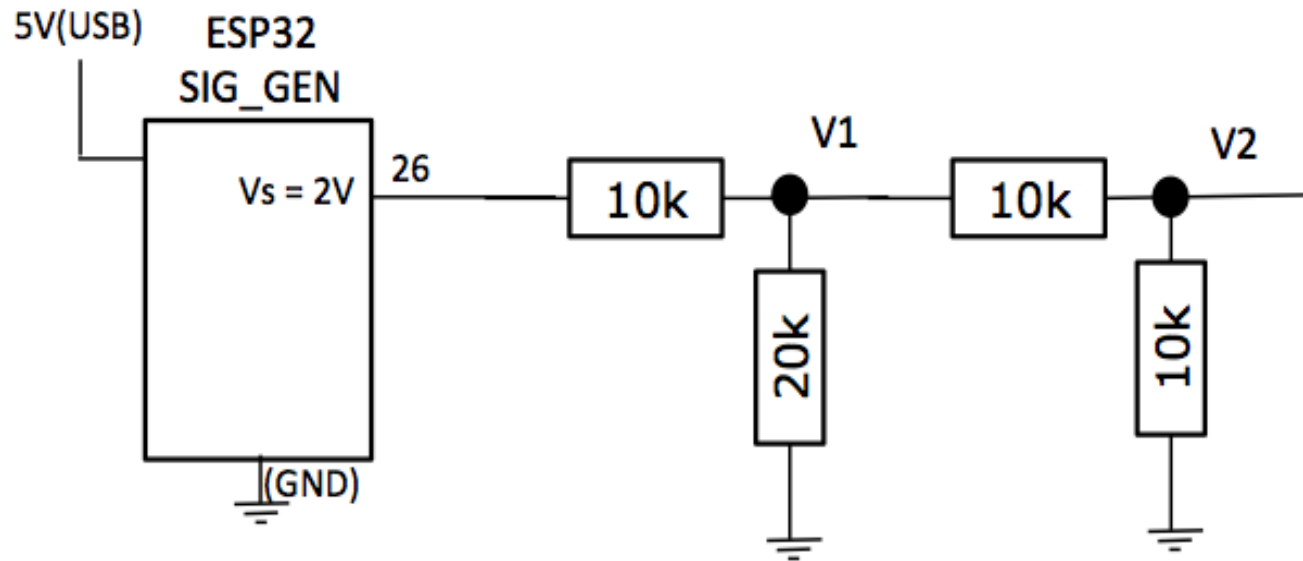 5V(USB)
ESP32
SIG_GEN
Vs = 2V
26
10k
V1
10k
V2
20k
10k
(GND)